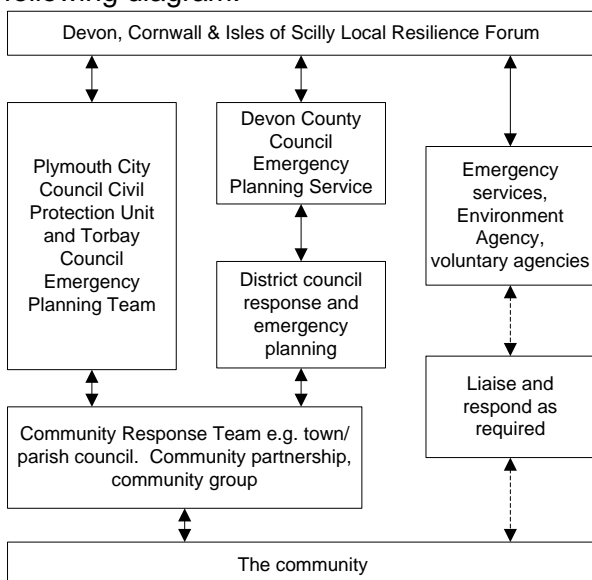 following diagram.
Devon, Cornwall & Isles of Scilly Local Resilience Forum
Plymouth City
Council Civil
Protection Unit
and Torbay
Council
Emergency
Planning Team
Devon County
Council
Emergency
Planning Service
Emergency
services,
Environment
Agency,
voluntary agencies
District council
response and
emergency
planning
Liaise and
respond as
required
Community Response Team e.g. town/
parish council.  Community partnership,
community group
The community